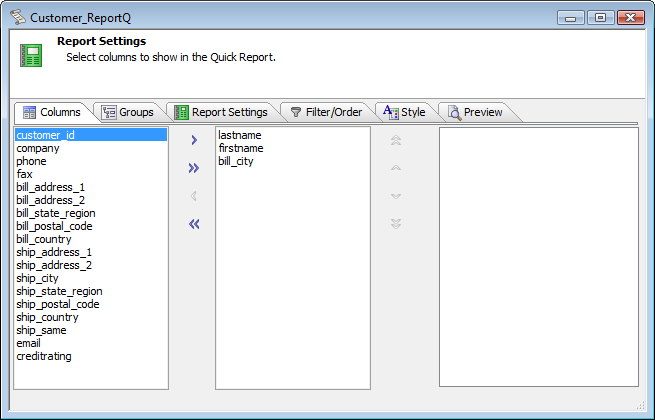 Customer_ReportQ
Report Settings
Select columns to show in the Quick Report.
Columns
Groups
Report Settings
Filter/Order
Style
Preview
customer_id
company
phone
fax
bill_address_1
bill_address_2
bill_state_region
bill_postal_code
bill_country
ship_address_1
ship_address_2
ship_city
ship_state_region
ship_postal_code
ship_country
ship_same
email
creditrating
lastname
firstname
bill_city